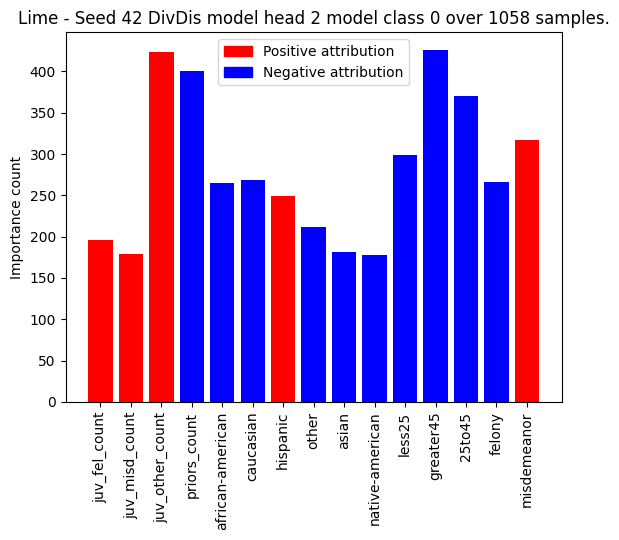 Lime - Seed 42 DivDis model head 2 model class 0 over 1058 samples.
Positive attribution
Negative attribution
Importance count
400
350
300
250
200
150
100
50
0
juv_fel_count
juv_misd_count
juv_other_count
priors_count
african-american
caucasian
hispanic
other
asian
native-american
less25
greater45
25to45
felony
misdemeanor